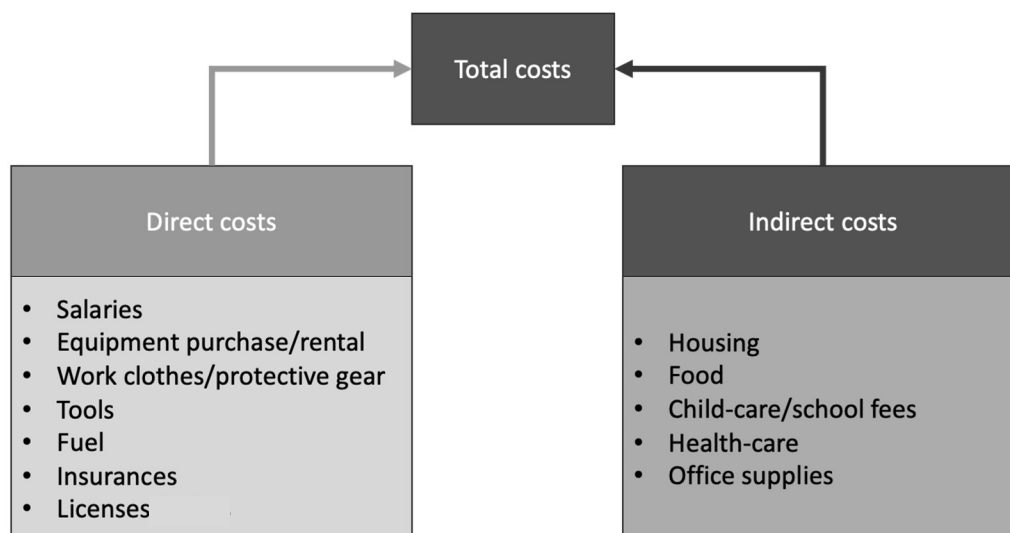 Total costs
Direct costs
• Salaries
• Equipment purchase/rental
• Work clothes/protective gear
• Tools
• Fuel
• Insurances
• Licenses
Indirect costs
• Housing
• Food
• Child-care/school fees
• Health-care
• Office supplies